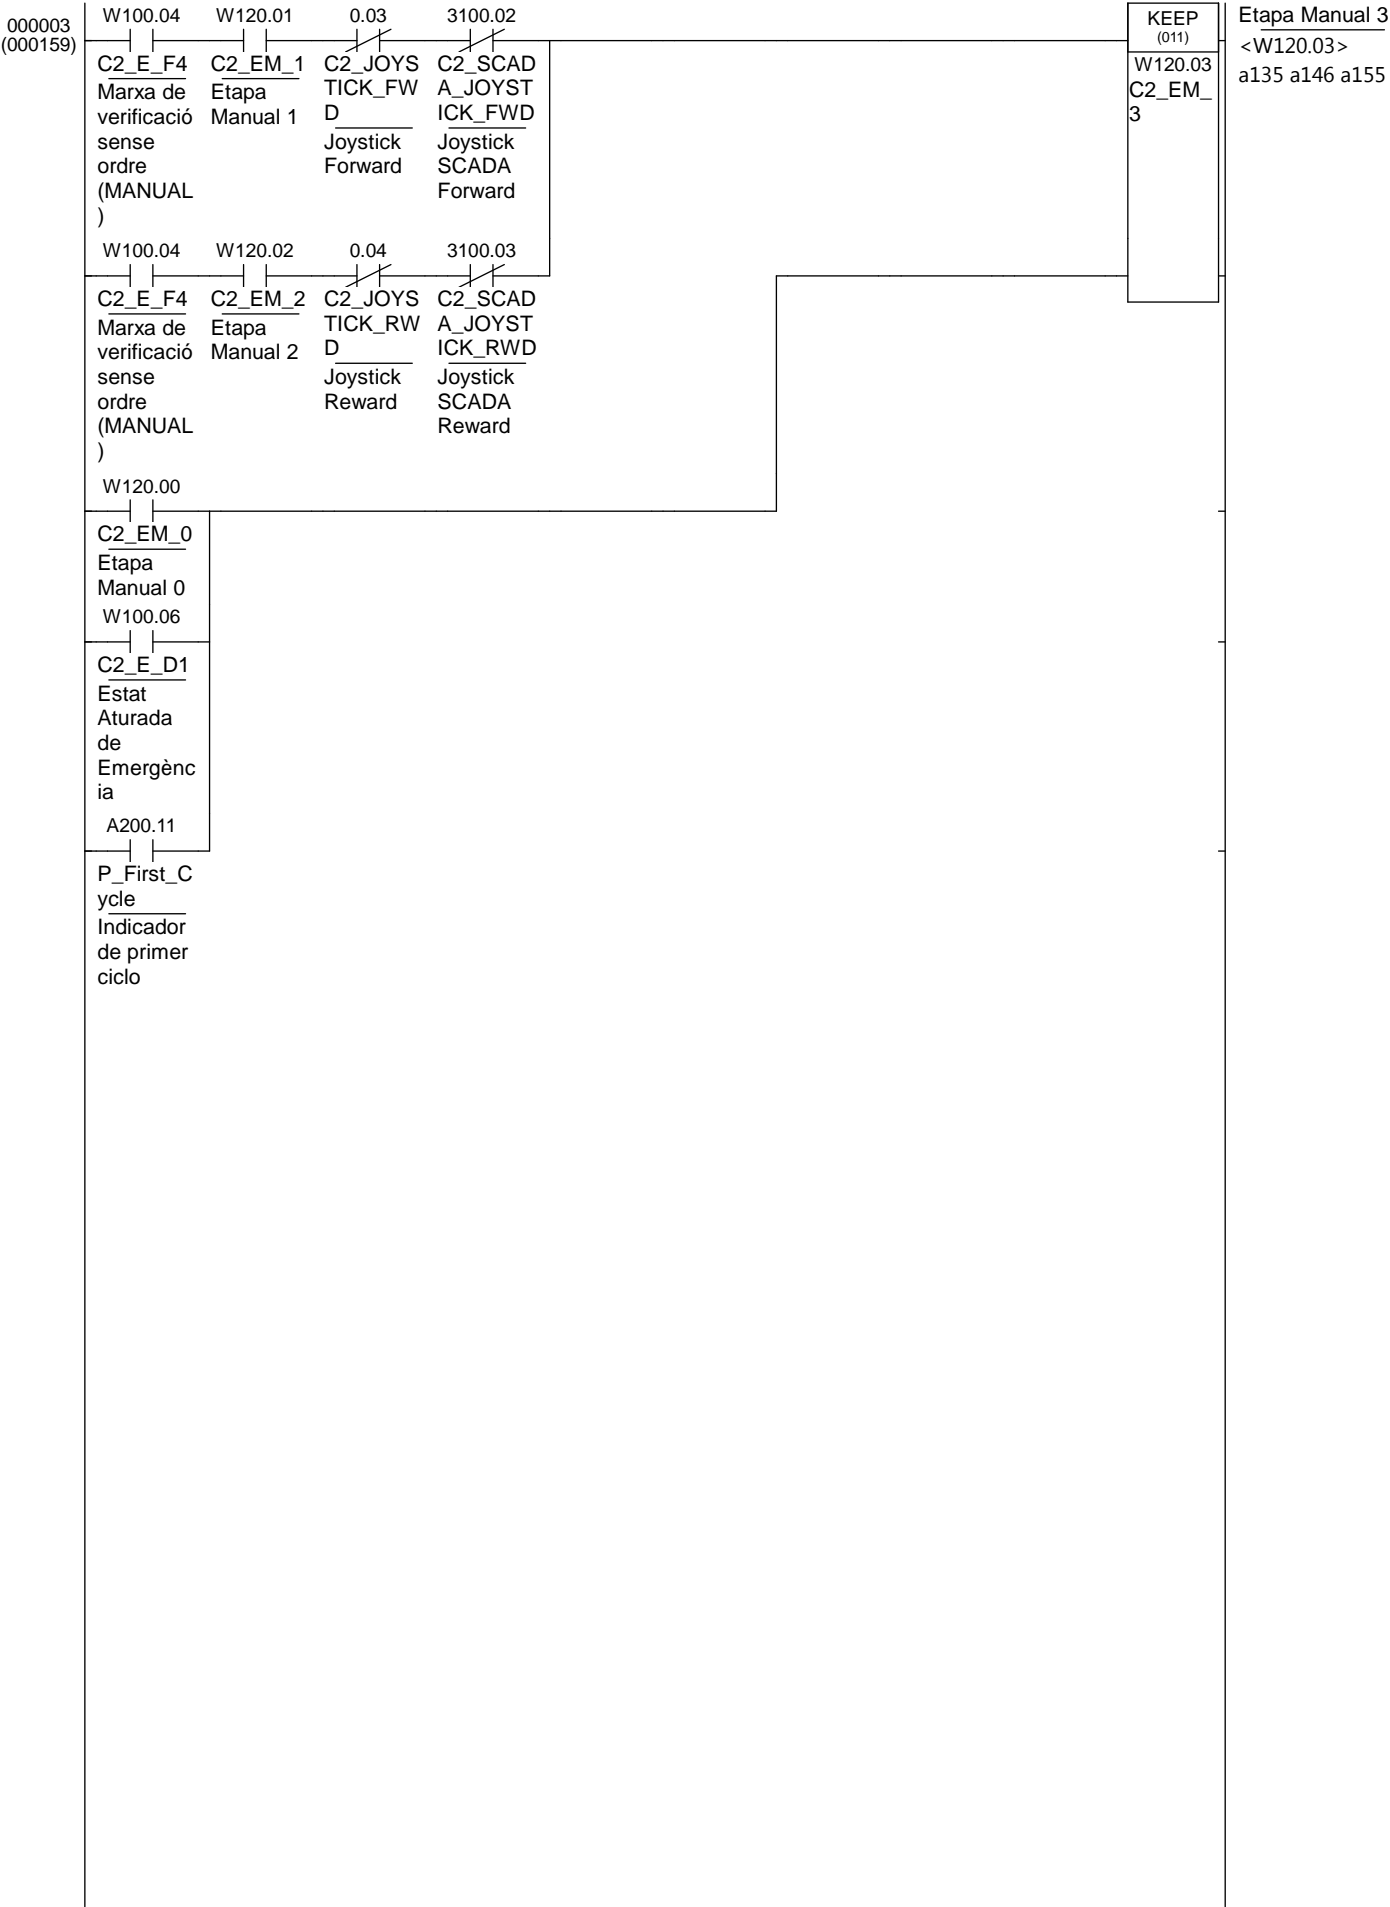 000003
(000159)
W100.04 W120.01 0.03 3100.02
C2_E_F4
Marxa de
verificació
sense
ordre
(MANUAL
)
C2_EM_1
Etapa
Manual 1
C2_JOYS
TICK_FW
D
Joystick
Forward
C2_SCAD
A_JOYST
ICK_FWD
Joystick
SCADA
Forward
KEEP
(011)
W120.03
C2_EM_
3
Etapa Manual 3
<W120.03>
a135 a146 a155
W100.04 W120.02 0.04 3100.03
C2_E_F4
Marxa de
verificació
sense
ordre
(MANUAL
)
C2_EM_2
Etapa
Manual 2
C2_JOYS
TICK_RW
D
Joystick
Reward
C2_SCAD
A_JOYST
ICK_RWD
Joystick
SCADA
Reward
W120.00
C2_EM_0
Etapa
Manual 0
W100.06
C2_E_D1
Estat
Aturada
de
Emergènc
ia
A200.11
P_First_C
ycle
Indicador
de primer
ciclo